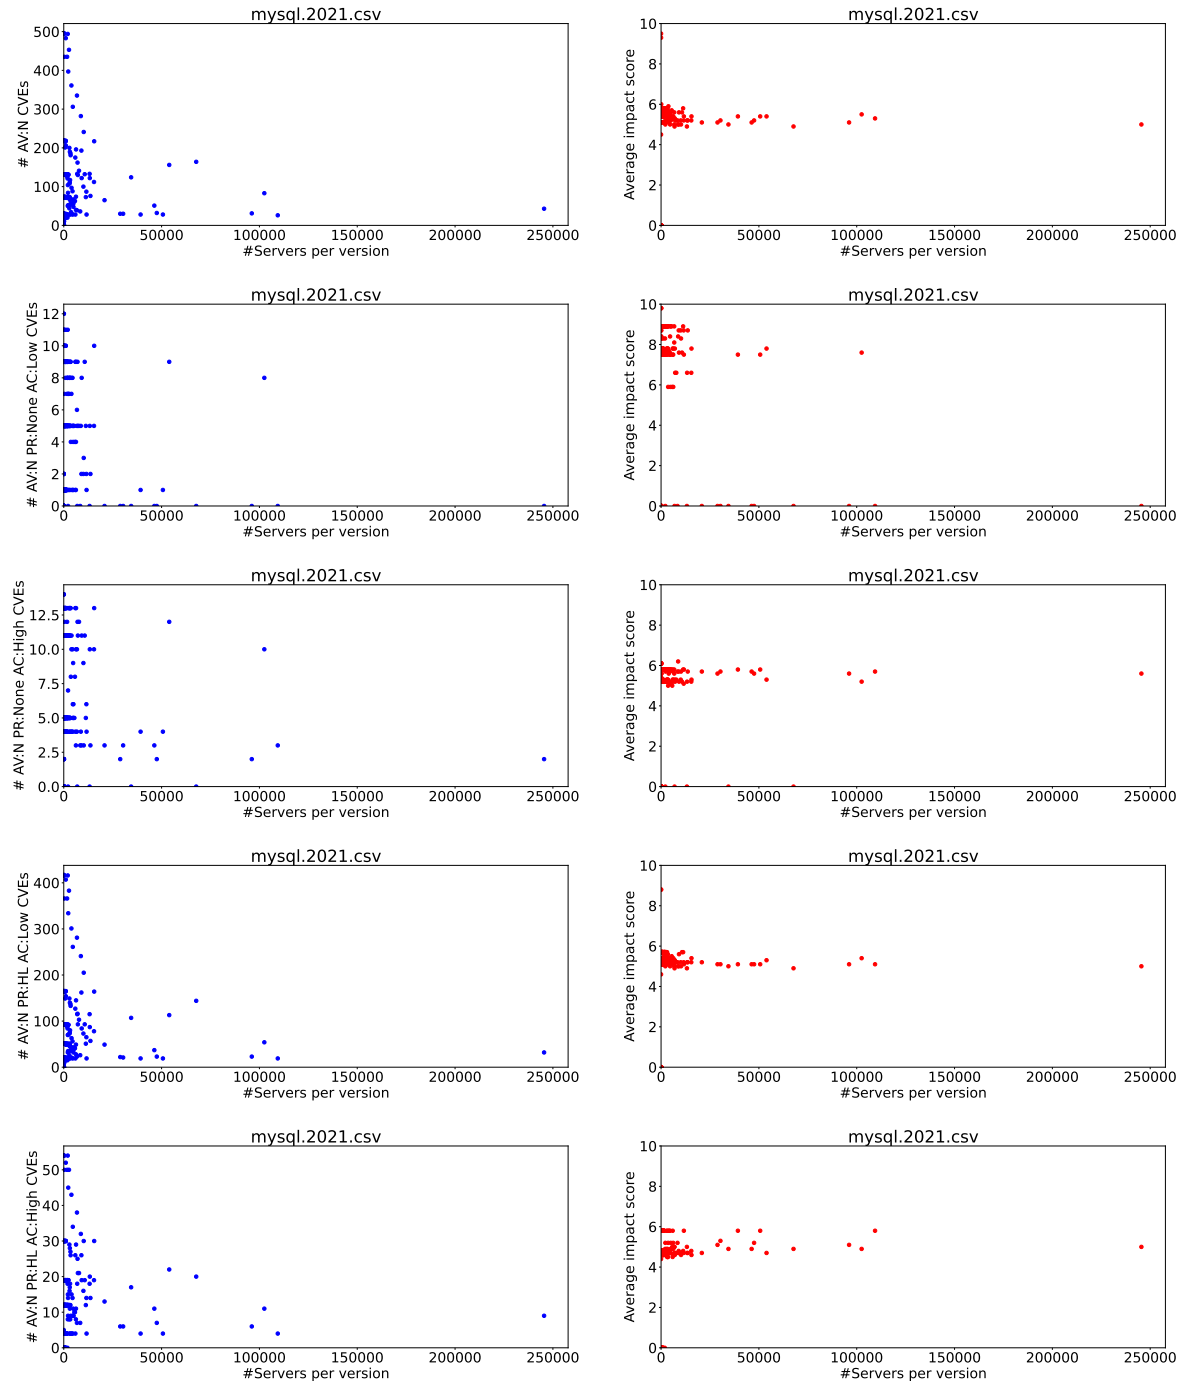 mysql.2021.csv
# AV:N CVEs
500
400
300
200
100
0
0 50000 100000 150000 200000 250000
#Servers per version
mysql.2021.csv
Average impact score
10
8
6
4
2
0
0 50000 100000 150000 200000 250000
#Servers per version
mysql.2021.csv
# AV:N PR:None AC:Low CVEs
12
10
8
6
4
2
0
0 50000 100000 150000 200000 250000
#Servers per version
mysql.2021.csv
Average impact score
10
8
6
4
2
0
0 50000 100000 150000 200000 250000
#Servers per version
mysql.2021.csv
# AV:N PR:None AC:High CVEs
12.5
10.0
7.5
5.0
2.5
0.0
0 50000 100000 150000 200000 250000
#Servers per version
mysql.2021.csv
Average impact score
10
8
6
4
2
0
0 50000 100000 150000 200000 250000
#Servers per version
mysql.2021.csv
# AV:N PR:HL AC:Low CVEs
400
300
200
100
0
0 50000 100000 150000 200000 250000
#Servers per version
mysql.2021.csv
Average impact score
10
8
6
4
2
0
0 50000 100000 150000 200000 250000
#Servers per version
mysql.2021.csv
# AV:N PR:HL AC:High CVEs
50
40
30
20
10
0
0 50000 100000 150000 200000 250000
#Servers per version
mysql.2021.csv
Average impact score
10
8
6
4
2
0
0 50000 100000 150000 200000 250000
#Servers per version